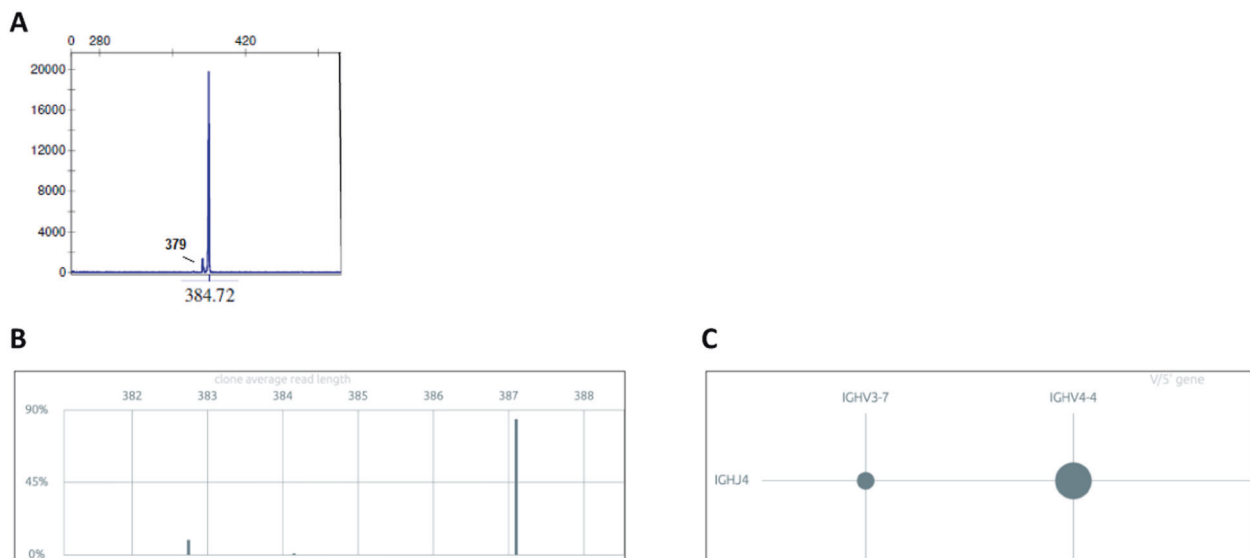 A
0 280 420
20000
16000
12000
8000
4000
0
379
384.72
B
clone average read length
382 383 384 385 386 387 388
90%
45%
0%
C
V/5' gene
IGHV3-7 IGHV4-4
IGHJ4